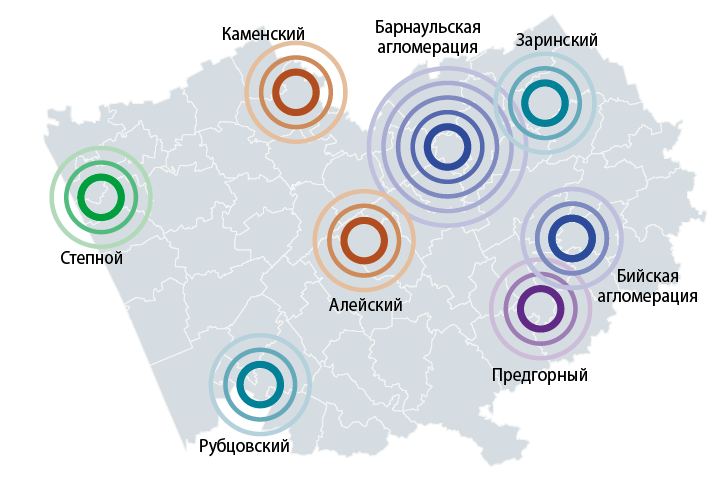 Каменский
Барнаульская
агломерация
Заринский
Степной
Алейский
Бийская
агломерация
Предгорный
Рубцовский